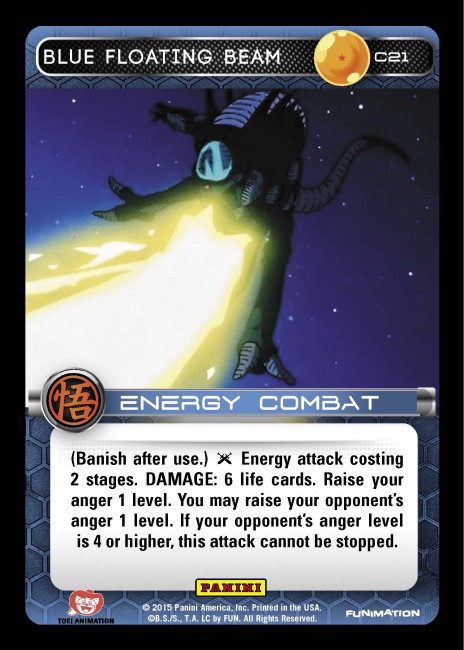 BLUE FLOATING BEAM C21
悟 ENERGY COMBAT
(Banish after use.) Energy attack costing
2 stages. DAMAGE: 6 life cards. Raise your
anger 1 level. You may raise your opponent's
anger 1 level. If your opponent's anger level
is 4 or higher, this attack cannot be stopped.
PANINI
TOEI ANIMATION
© 2015 Panini America, Inc. Printed in the USA.
©B.S./S., T.A. LC by FUN. All Rights Reserved.
FUNIMATION